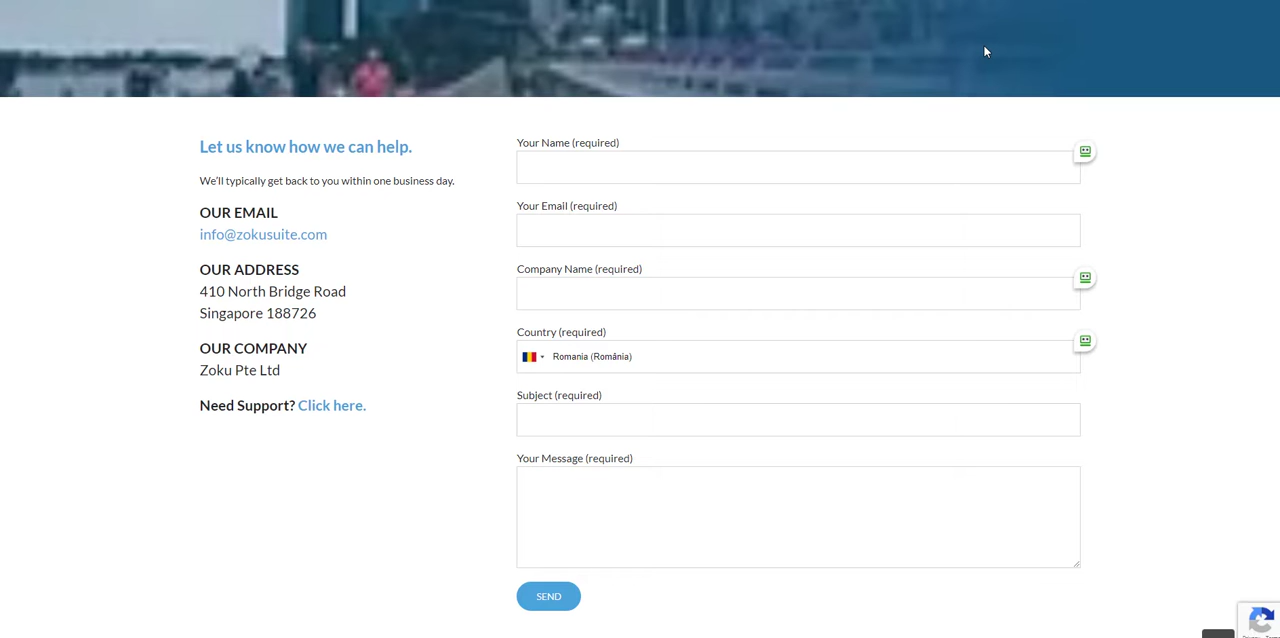 Let us know how we can help.
We'll typically get back to you within one business day.
OUR EMAIL
info@zokusuite.com
OUR ADDRESS
410 North Bridge Road
Singapore 188726
OUR COMPANY
Zoku Pte Ltd
Need Support? Click here.
Your Name (required)
Your Email (required)
Company Name (required)
Country (required)
Romania (România)
Subject (required)
Your Message (required)
SEND